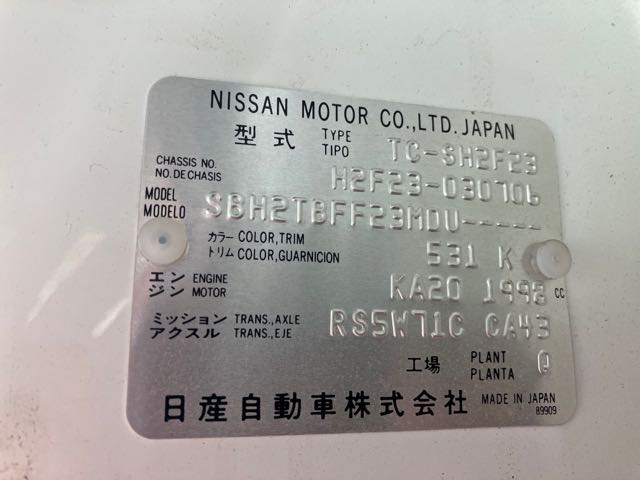 NISSAN MOTOR CO.,LTD. JAPAN
型式 TYPE TIPO TC-SH2F23
CHASSIS NO. NO.DE CHASIS H2F23-030706
MODEL MODELO SBH2TBFF23MDU-----
カラー COLOR,TRIM トリム COLOR,GUARNICION 531 K
エンジン ENGINE MOTOR KA20 1998 CC
ミッション TRANS.,AXLE アクスル TRANS.,EJE RS5W71C CA43
工場 PLANT PLANTA @
日産自動車株式会社 MADE IN JAPAN
89909